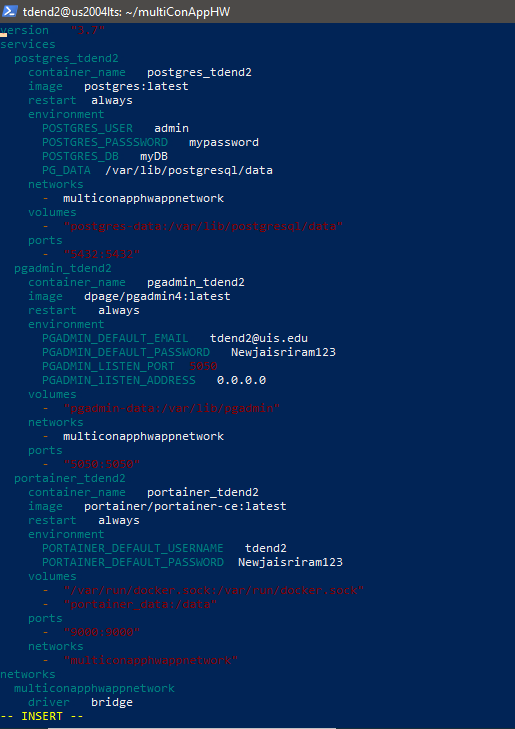 tdend2@us2004lts: ~/multiConAppHW
version "3.7"
services
postgres_tdend2
container_name postgres_tdend2
image postgres:latest
restart always
environment
POSTGRES_USER admin
POSTGRES_PASSSWORD mypassword
POSTGRES_DB myDB
PG_DATA /var/lib/postgresql/data
networks
- multiconapphwappnetwork
volumes
- "postgres-data:/var/lib/postgresql/data"
ports
- "5432:5432"
pgadmin_tdend2
container_name pgadmin_tdend2
image dpage/pgadmin4:latest
restart always
environment
PGADMIN_DEFAULT_EMAIL tdend2@uis.edu
PGADMIN_DEFAULT_PASSWORD Newjaisriram123
PGADMIN_LISTEN_PORT 5050
PGADMIN_lISTEN_ADDRESS 0.0.0.0
volumes
- "pgadmin-data:/var/lib/pgadmin"
networks
- multiconapphwappnetwork
ports
- "5050:5050"
portainer_tdend2
container_name portainer_tdend2
image portainer/portainer-ce:latest
restart always
environment
PORTAINER_DEFAULT_USERNAME tdend2
PORTAINER_DEFAULT_PASSWORD Newjaisriram123
volumes
- "/var/run/docker.sock:/var/run/docker.sock"
- "portainer_data:/data"
ports
- "9000:9000"
networks
- "multiconapphwappnetwork"
networks
multiconapphwappnetwork
driver bridge
-- INSERT --